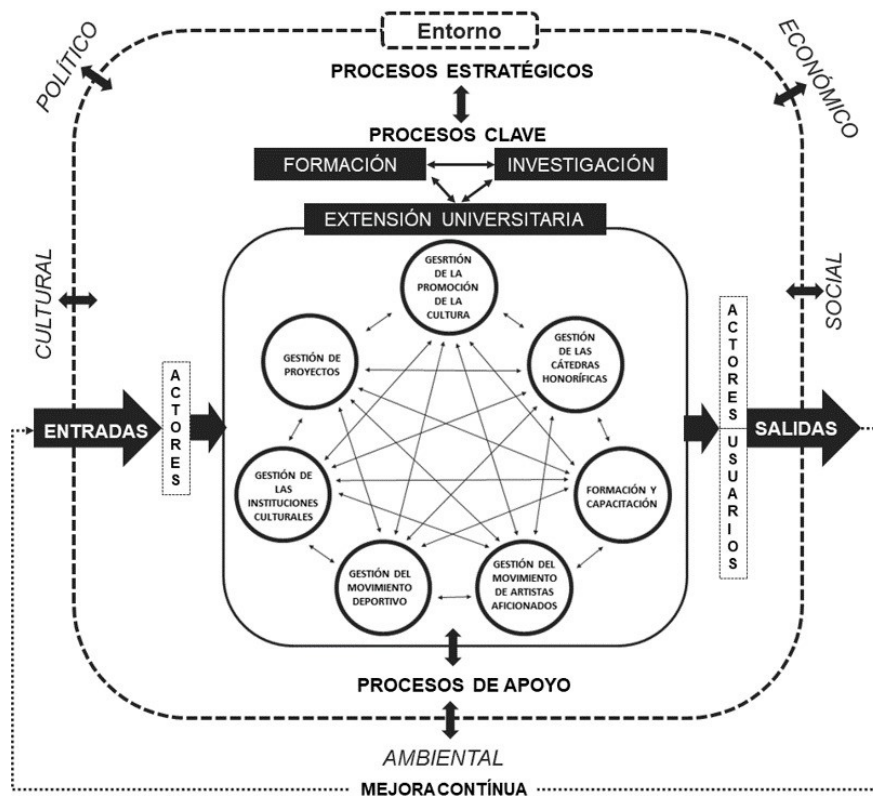 Entorno
POLÍTICO
ECONÓMICO
PROCESOS ESTRATÉGICOS
PROCESOS CLAVE
FORMACIÓN
INVESTIGACIÓN
EXTENSIÓN UNIVERSITARIA
CULTURAL
SOCIAL
GESRTIÓN
DE LA
PROMOCIÓN
DE LA
CULTURA
GESTIÓN DE
PROYECTOS
GESTIÓN
DE LAS
CÁTEDRAS
HONORÍFICAS
ENTRADAS
ACTORES
ACTORES
USUARIOS
SALIDAS
GESTIÓN DE
LAS
INSTITUCIONES
CULTURALES
FORMACIÓN Y
CAPACITACIÓN
GESTIÓN DEL
MOVIMIENTO
DEPORTIVO
GESTIÓN DEL
MOVIMIENTO
DE ARTISTAS
AFICIONADOS
PROCESOS DE APOYO
AMBIENTAL
MEJORA CONTÍNUA